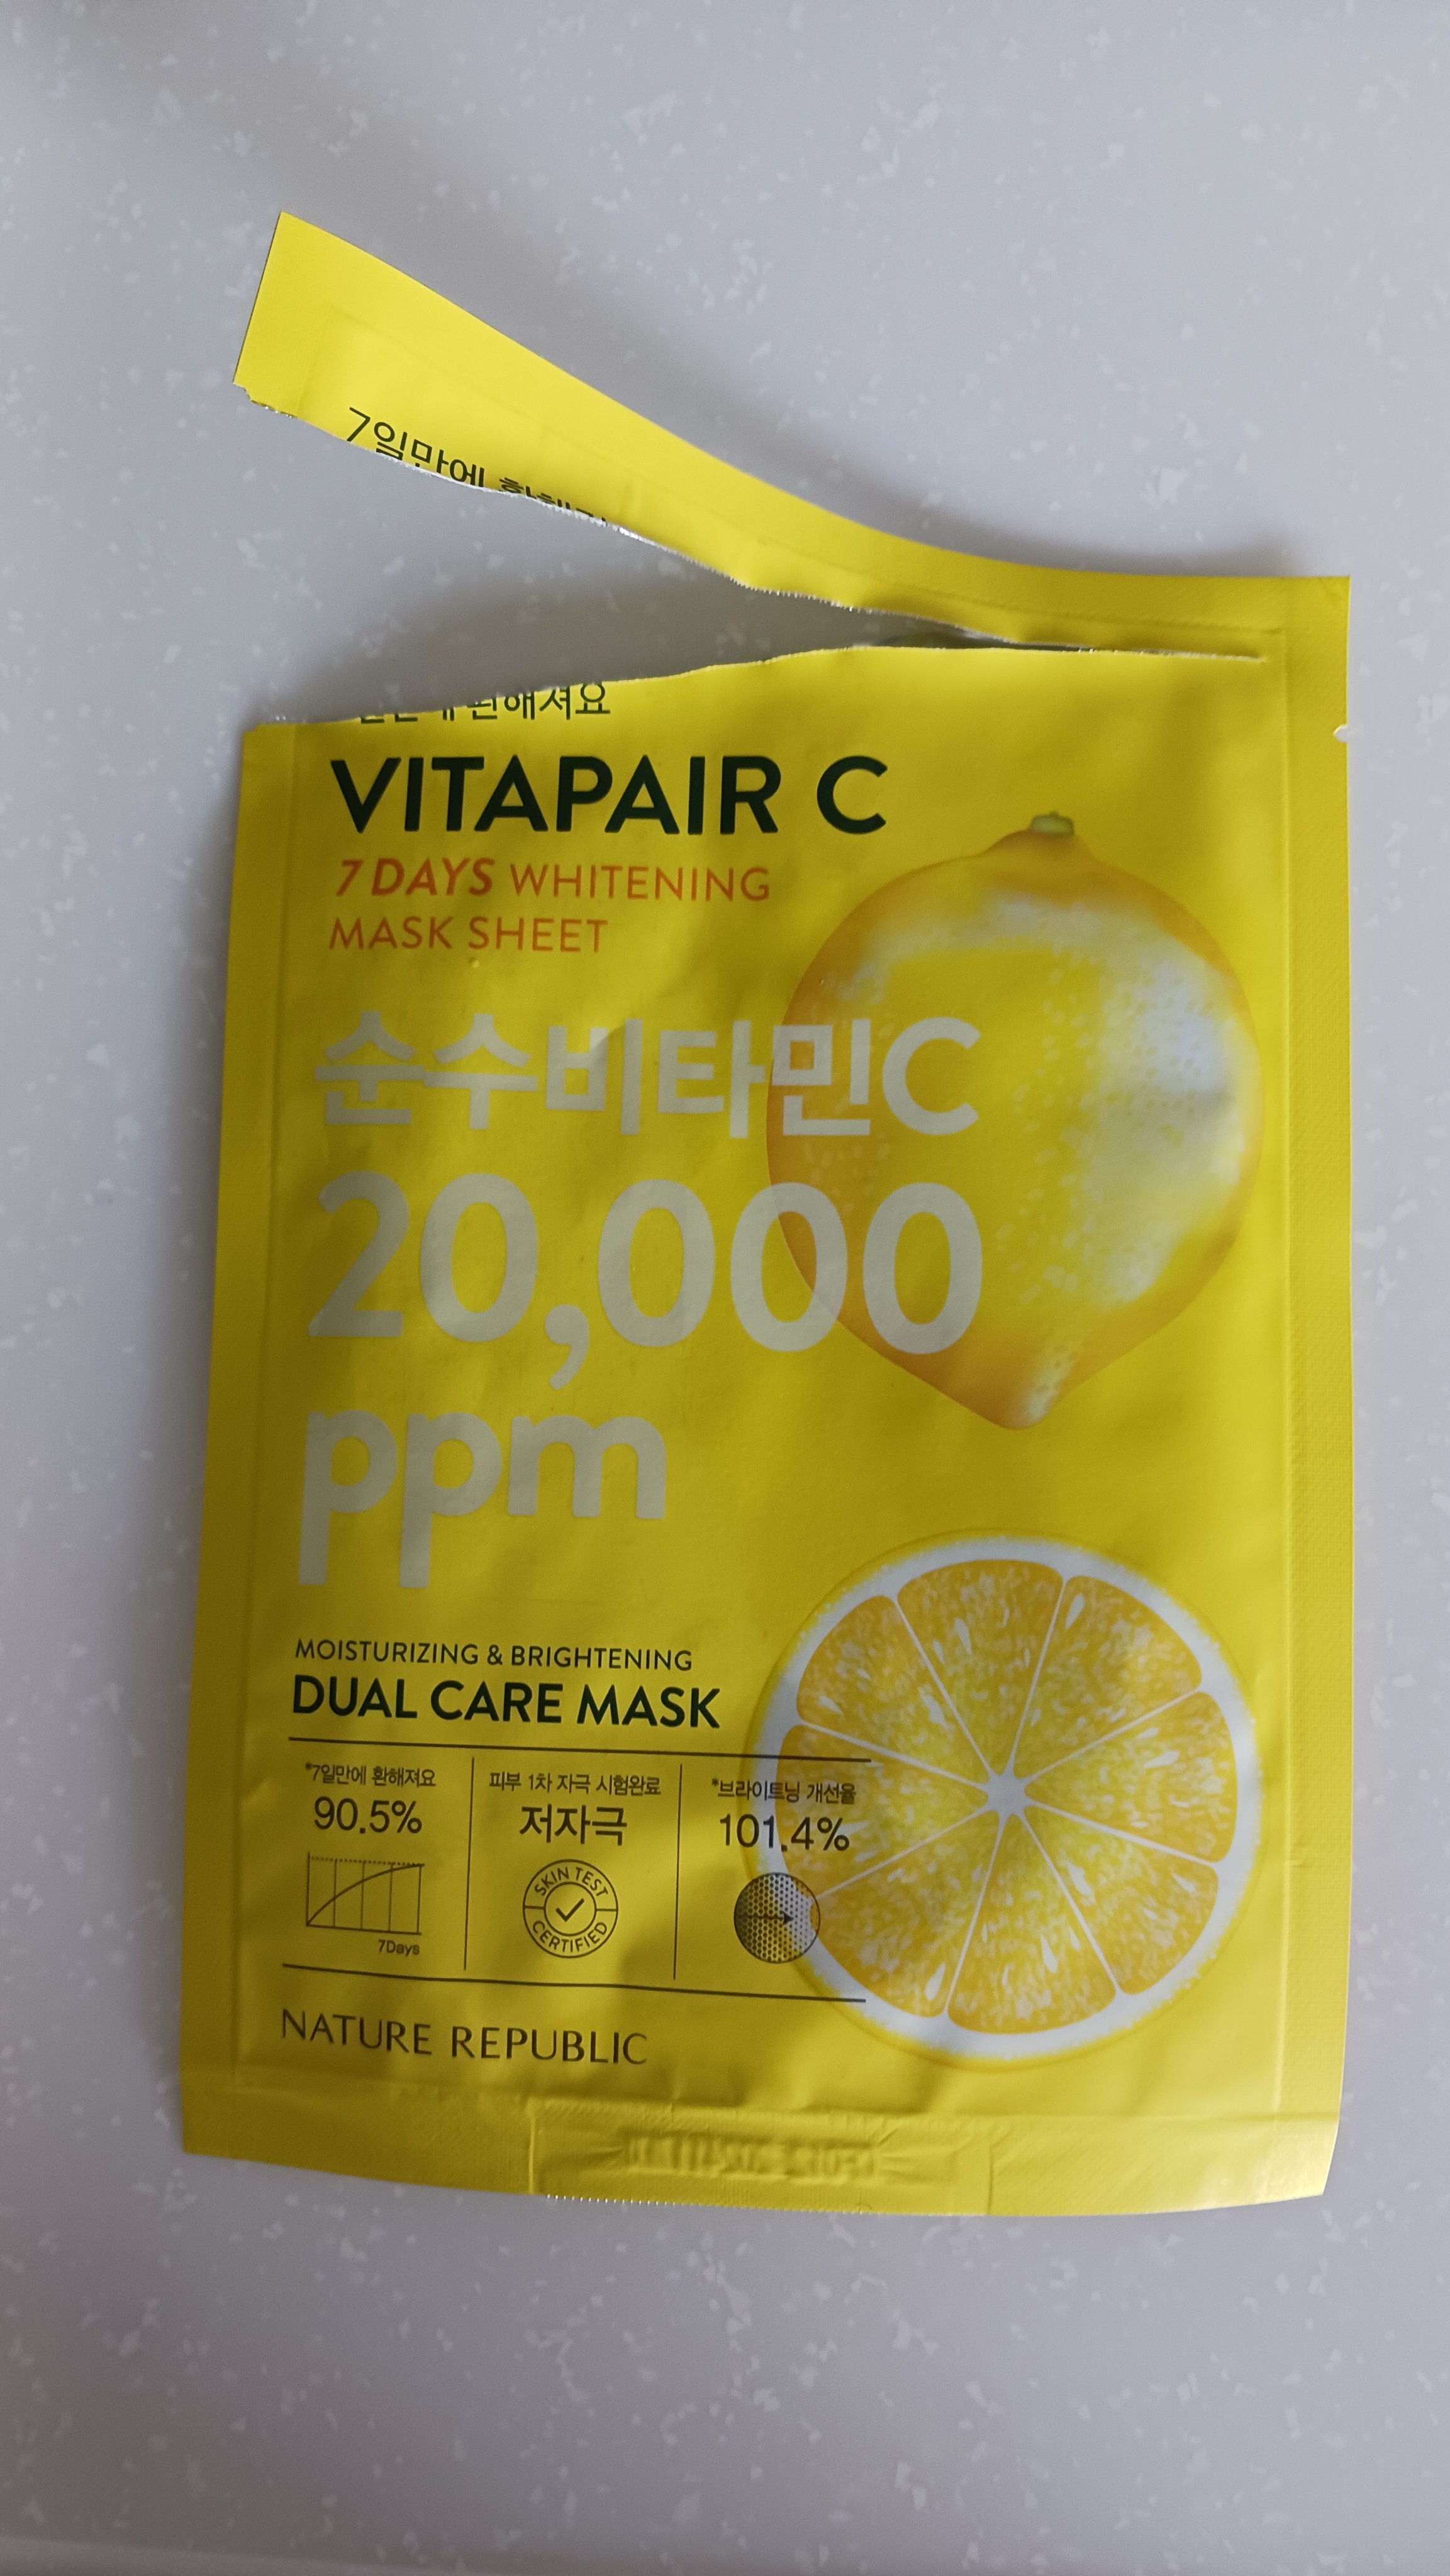 7일만에 환해져요
VITAPAIR C
7 DAYS WHITENING
MASK SHEET
순수비타민C
20,000
ppm
MOISTURIZING & BRIGHTENING
DUAL CARE MASK
*7일만에 환해져요
90.5%
7Days
피부 1차 자극 시험완료
저자극
SKIN TEST
CERTIFIED
*브라이트닝 개선율
101.4%
NATURE REPUBLIC